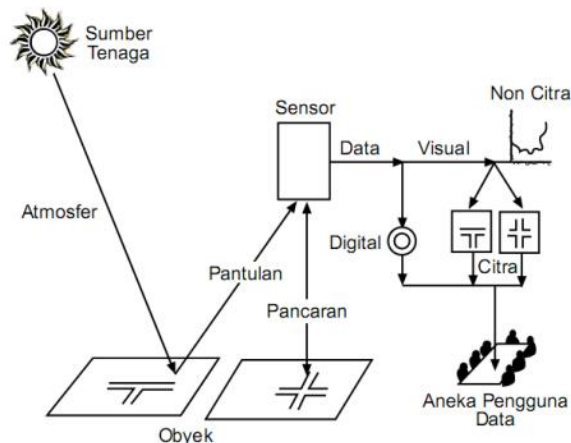 Sumber
Tenaga
Non Citra
Sensor
Data
Visual
Atmosfer
Digital
Citra
Pantulan
Pancaran
Obyek
Aneka Pengguna
Data